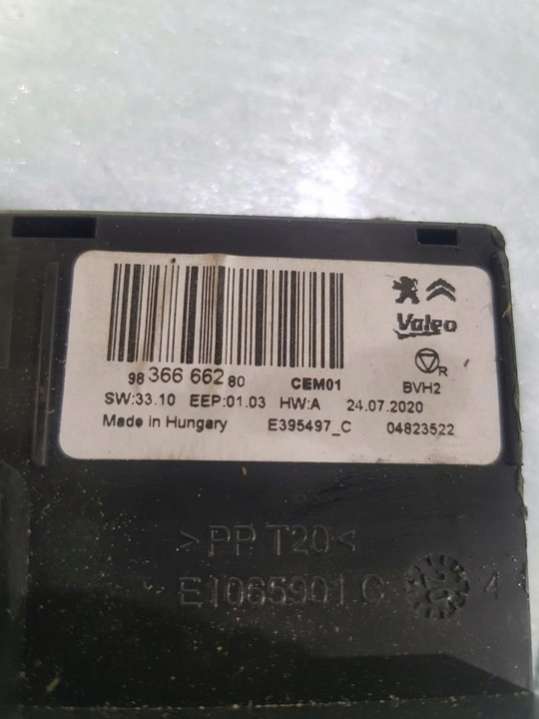 Valeo
98 366 662 80 CEM01
R
BVH2
SW:33.10 EEP:01.03 HW:A 24.07.2020
Made in Hungary E395497_C 04823522
>PP T20<
E1065901 C 4